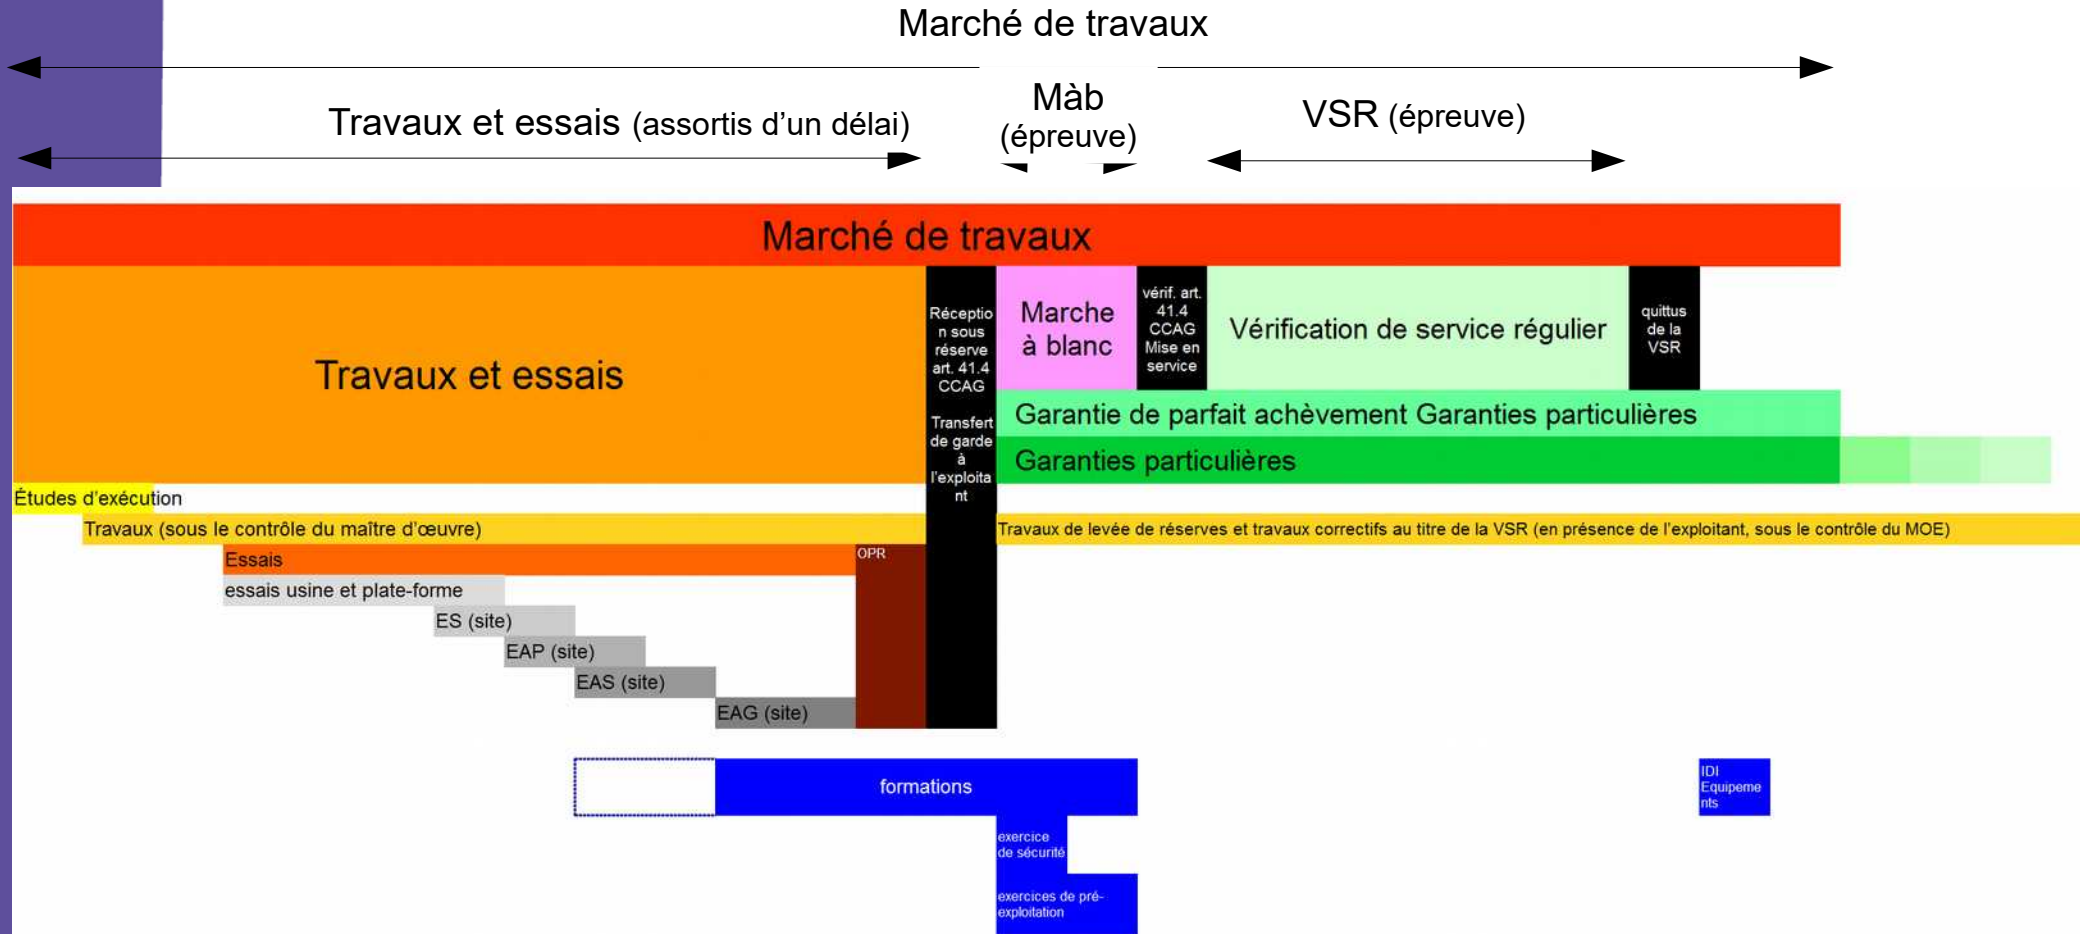 Marché de travaux
Travaux et essais (assortis d’un délai)
Màb
(épreuve)
VSR (épreuve)
Marché de travaux
Travaux et essais
Réceptio
n sous
réserve
art. 41.4
CCAG
Transfert
de garde
à
l’exploita
nt
Marche
à blanc
vérif. art.
41.4
CCAG
Mise en
service
Vérification de service régulier
quittus
de la
VSR
Garantie de parfait achèvement Garanties particulières
Garanties particulières
Études d’exécution
Travaux (sous le contrôle du maître d’œuvre)
Travaux de levée de réserves et travaux correctifs au titre de la VSR (en présence de l’exploitant, sous le contrôle du MOE)
Essais
OPR
essais usine et plate-forme
ES (site)
EAP (site)
EAS (site)
EAG (site)
formations
IDI
Equipeme
nts
exercice
de sécurité
exercices de pré-
exploitation